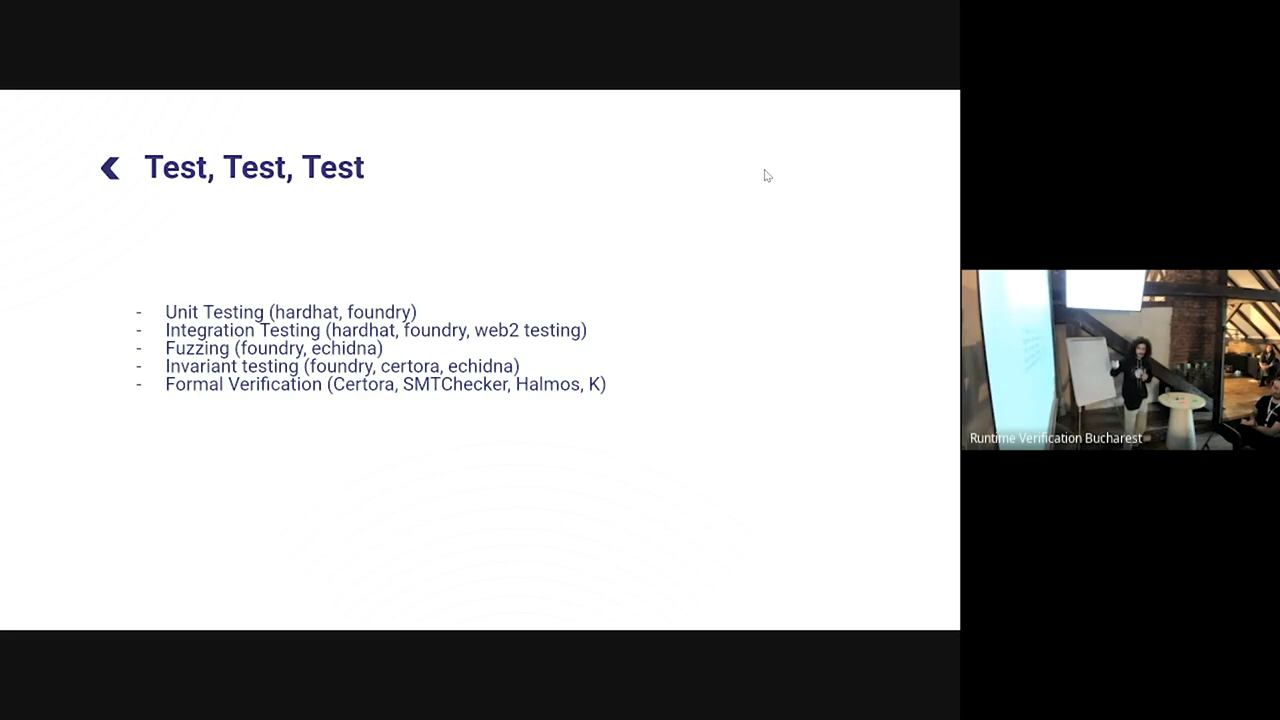 Test, Test, Test
- Unit Testing (hardhat, foundry)
- Integration Testing (hardhat, foundry, web2 testing)
- Fuzzing (foundry, echidna)
- Invariant testing (foundry, certora, echidna)
- Formal Verification (Certora, SMTChecker, Halmos, K)
Runtime Verification Bucharest